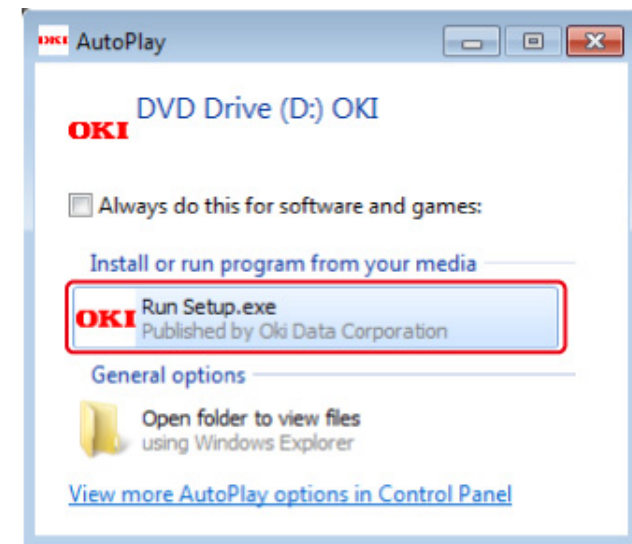 OKI AutoPlay
DVD Drive (D:) OKI
OKI
Always do this for software and games:
Install or run program from your media
OKI Run Setup.exe
Published by Oki Data Corporation
General options
Open folder to view files
using Windows Explorer
View more AutoPlay options in Control Panel